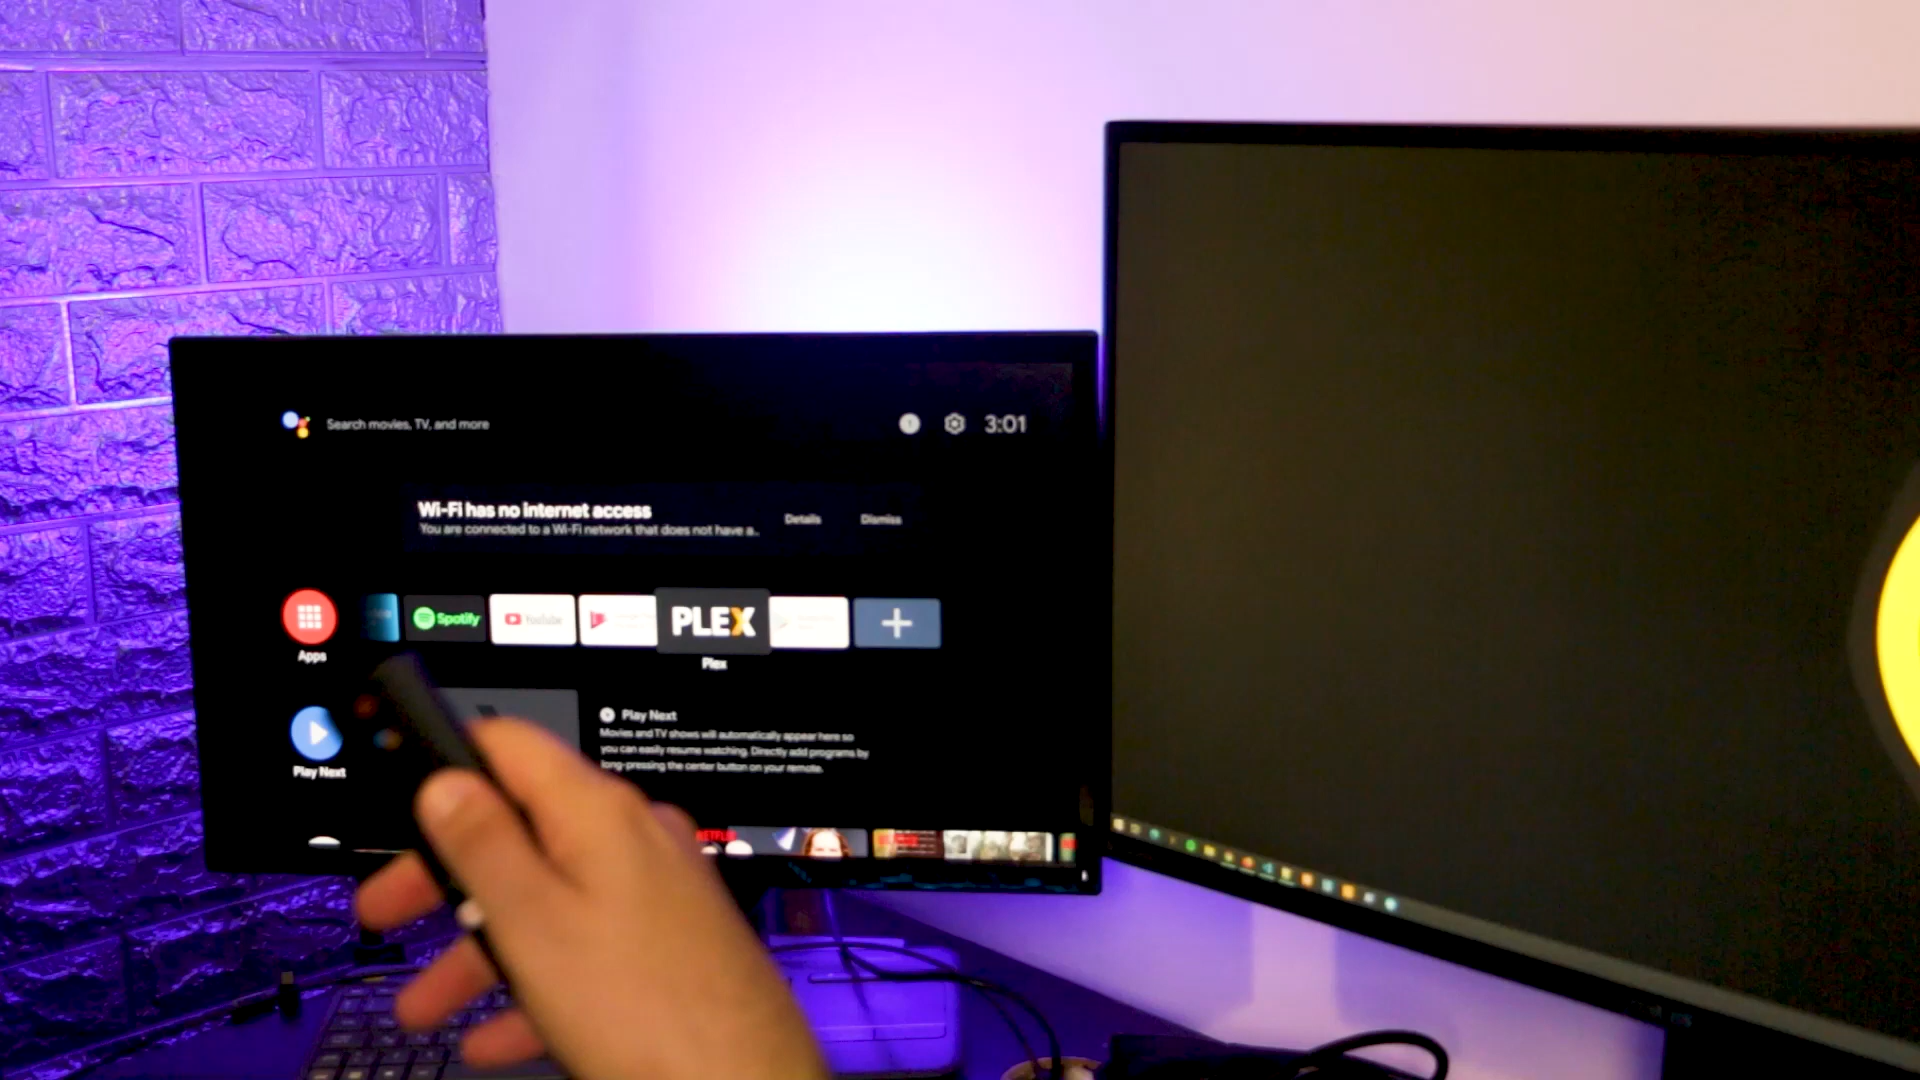 Search movies, TV, and more
3:01
Wi-Fi has no internet access
You are connected to a Wi-Fi network that does not have a..
Details
Dismiss
Spotify
YouTube
PLEX
Apps
Plex
Play Next
Movies and TV shows will automatically appear here so
you can easily resume watching. Directly add programs by
long-pressing the center button on your remote.
Play Next
NETFLIX